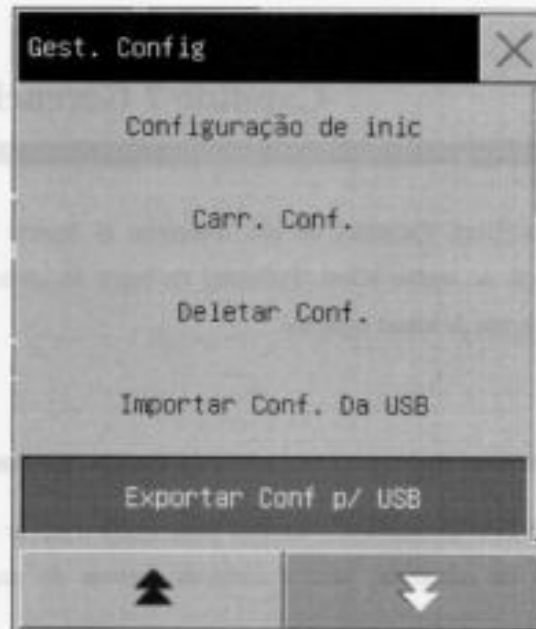 Gest. Config
Configuração de inic
Carr. Conf.
Deletar Conf.
Importar Conf. Da USB
Exportar Conf p/ USB